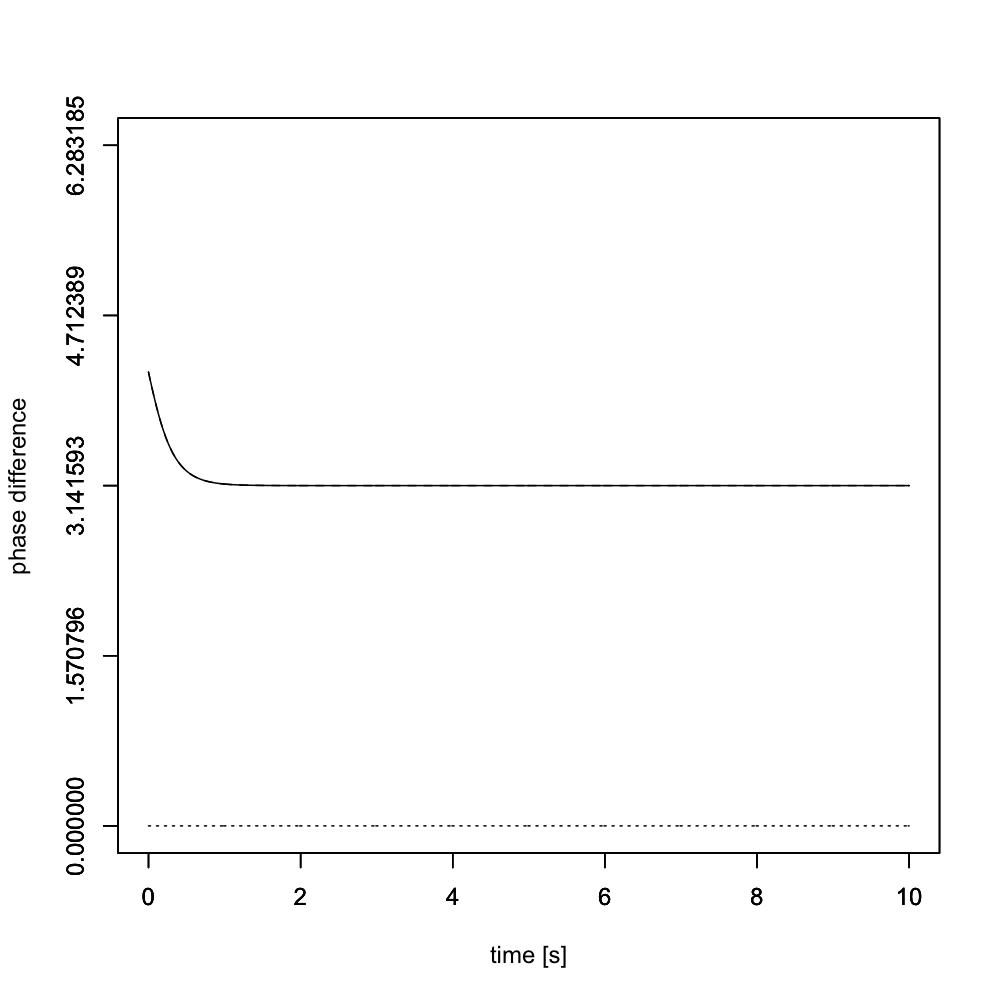 6.283185
4.712389
3.141593
1.570796
0.000000
phase difference
0 2 4 6 8 10
time [s]